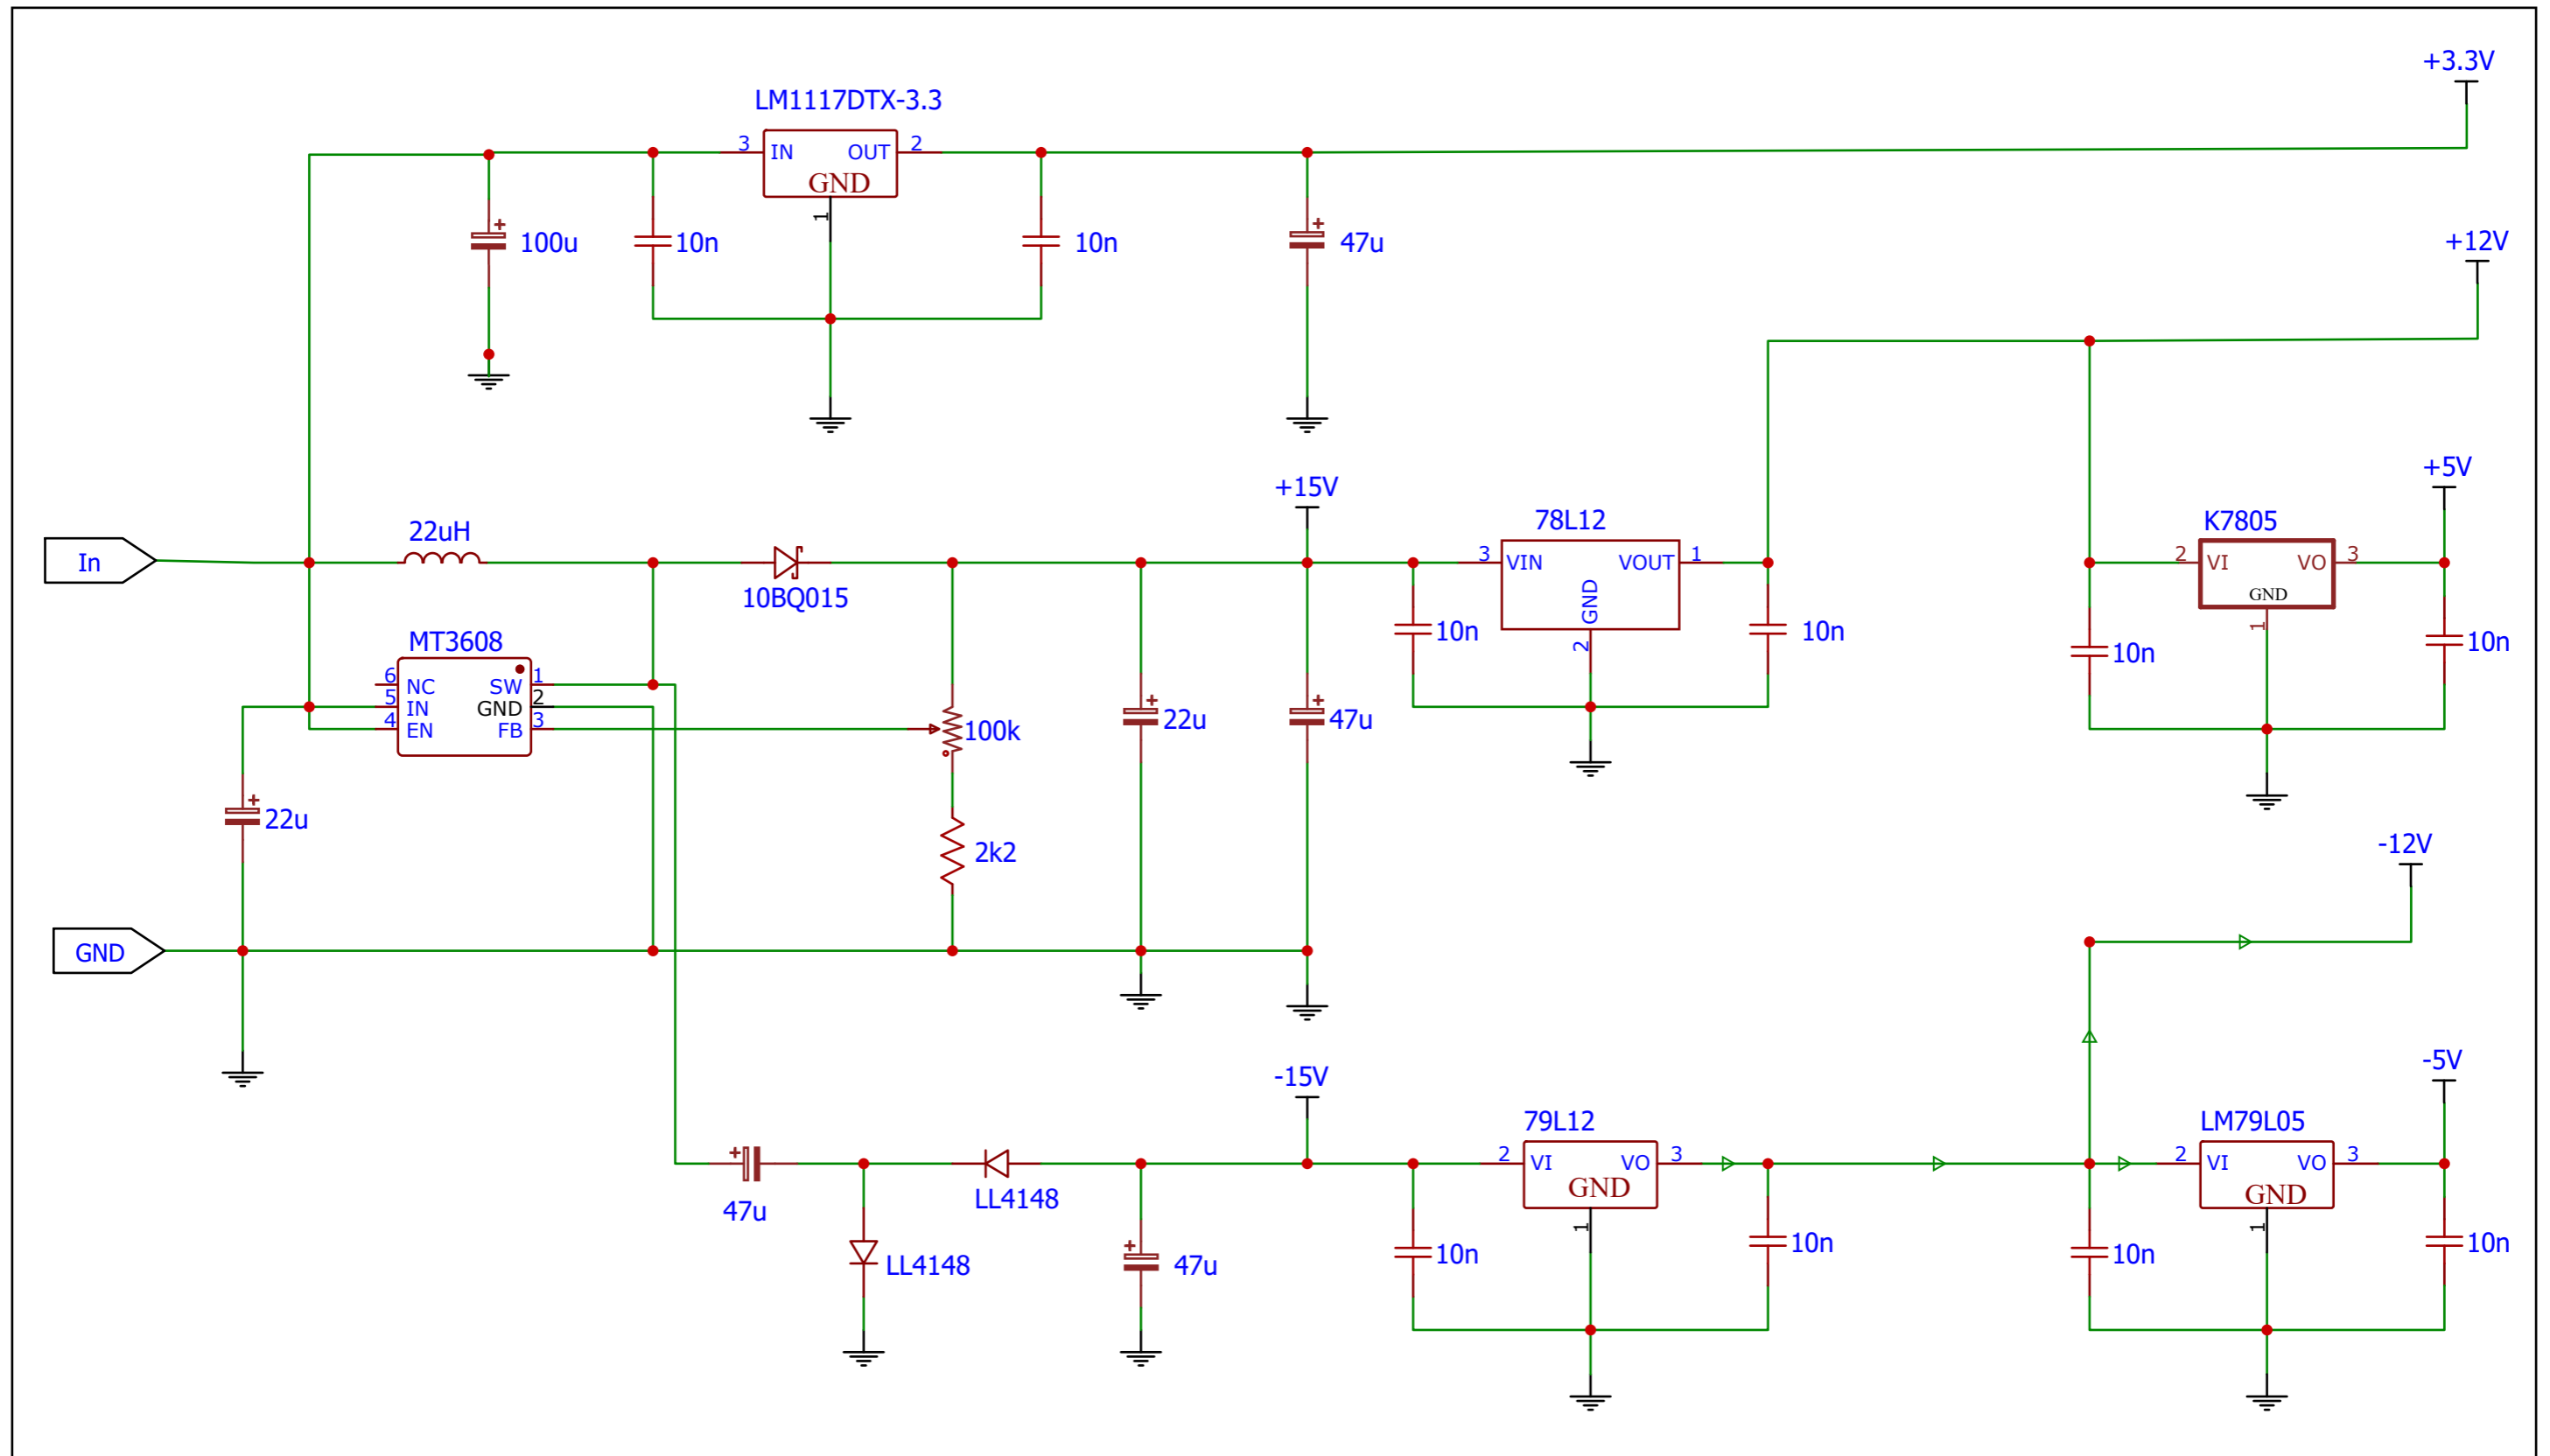 +3.3V
LM1117DTX-3.3
3 IN OUT 2
GND
1
100u
10n
10n
47u
+12V
+15V
+5V
In
22uH
10BQ015
78L12
3 VIN VOUT 1
GND
2
10n
10n
K7805
2 VI VO 3
GND
1
10n
10n
MT3608
6 NC SW 1
5 IN GND 2
4 EN FB 3
100k
22u
47u
22u
2k2
GND
-12V
-15V
-5V
47u
LL4148
LL4148
47u
79L12
2 VI VO 3
GND
1
10n
10n
LM79L05
2 VI VO 3
GND
1
10n
10n